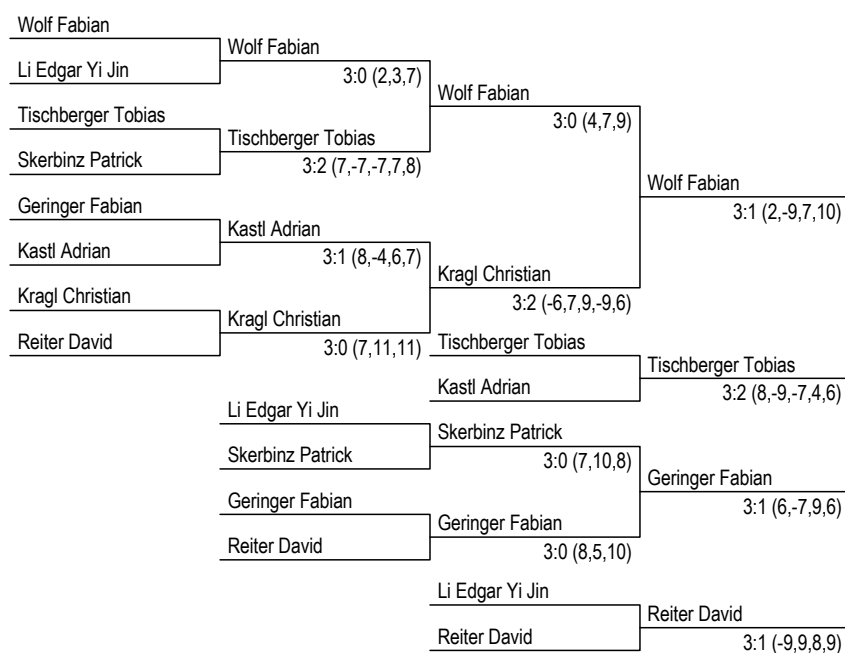 Wolf Fabian
Wolf Fabian
Li Edgar Yi Jin
3:0 (2,3,7)
Wolf Fabian
Tischberger Tobias
3:0 (4,7,9)
Tischberger Tobias
Skerbinz Patrick
3:2 (7,-7,-7,7,8)
Wolf Fabian
Geringer Fabian
3:1 (2,-9,7,10)
Kastl Adrian
Kastl Adrian
3:1 (8,-4,6,7)
Kragl Christian
Kragl Christian
3:2 (-6,7,9,-9,6)
Kragl Christian
Reiter David
3:0 (7,11,11)
Tischberger Tobias
Tischberger Tobias
Kastl Adrian
3:2 (8,-9,-7,4,6)
Li Edgar Yi Jin
Skerbinz Patrick
Skerbinz Patrick
3:0 (7,10,8)
Geringer Fabian
Geringer Fabian
3:1 (6,-7,9,6)
Geringer Fabian
Reiter David
3:0 (8,5,10)
Li Edgar Yi Jin
Reiter David
Reiter David
3:1 (-9,9,8,9)